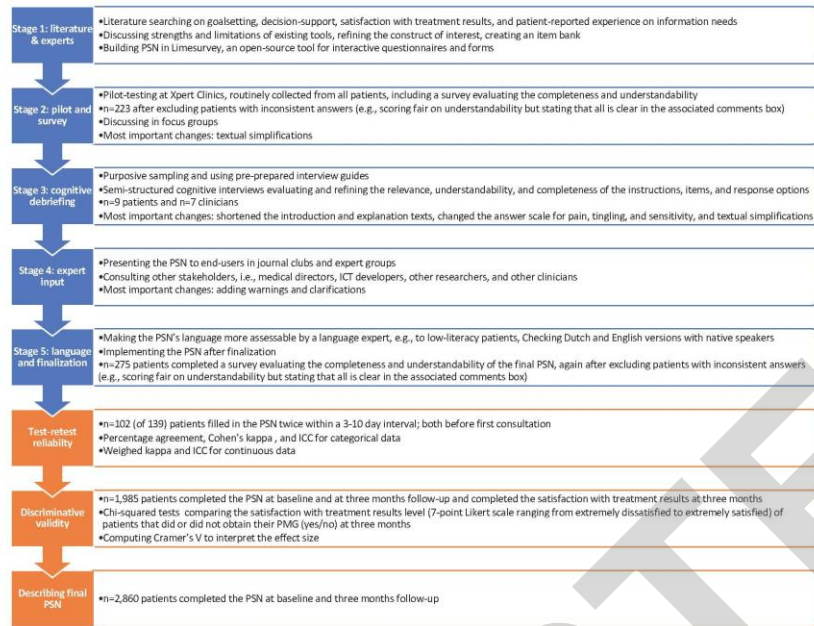 Stage 1: literature
& experts
•Literature searching on goalsetting, decision-support, satisfaction with treatment results, and patient-reported experience on information needs
•Discussing strengths and limitations of existing tools, refining the construct of interest, creating an item bank
•Building PSN in Limesurvey, an open-source tool for interactive questionnaires and forms
Stage 2: pilot and
survey
•Pilot-testing at Xpert Clinics, routinely collected from all patients, including a survey evaluating the completeness and understandability
•n=223 after excluding patients with inconsistent answers (e.g., scoring fair on understandability but stating that all is clear in the associated comments box)
•Discussing in focus groups
•Most important changes: textual simplifications
Stage 3: cognitive
debriefing
•Purposive sampling and using pre-prepared interview guides
•Semi-structured cognitive interviews evaluating and refining the relevance, understandability, and completeness of the instructions, items, and response options
•n=9 patients and n=7 clinicians
•Most important changes: shortened the introduction and explanation texts, changed the answer scale for pain, tingling, and sensitivity, and textual simplifications
Stage 4: expert
input
•Presenting the PSN to end-users in journal clubs and expert groups
•Consulting other stakeholders, i.e., medical directors, ICT developers, other researchers, and other clinicians
•Most important changes: adding warnings and clarifications
Stage 5: language
and finalization
•Making the PSN's language more assessable by a language expert, e.g., to low-literacy patients, Checking Dutch and English versions with native speakers
•Implementing the PSN after finalization
•n=275 patients completed a survey evaluating the completeness and understandability of the final PSN, again after excluding patients with inconsistent answers
(e.g., scoring fair on understandability but stating that all is clear in the associated comments box)
Test-retest
reliabilty
•n=102 (of 139) patients filled in the PSN twice within a 3-10 day interval; both before first consultation
•Percentage agreement, Cohen's kappa , and ICC for categorical data
•Weighed kappa and ICC for continuous data
Discriminative
validity
•n=1,985 patients completed the PSN at baseline and at three months follow-up and completed the satisfaction with treatment results at three months
•Chi-squared tests comparing the satisfaction with treatment results level (7-point Likert scale ranging from extremely dissatisfied to extremely satisfied) of
patients that did or did not obtain their PMG (yes/no) at three months
•Computing Cramer's V to interpret the effect size
Describing final
PSN
•n=2,860 patients completed the PSN at baseline and three months follow-up